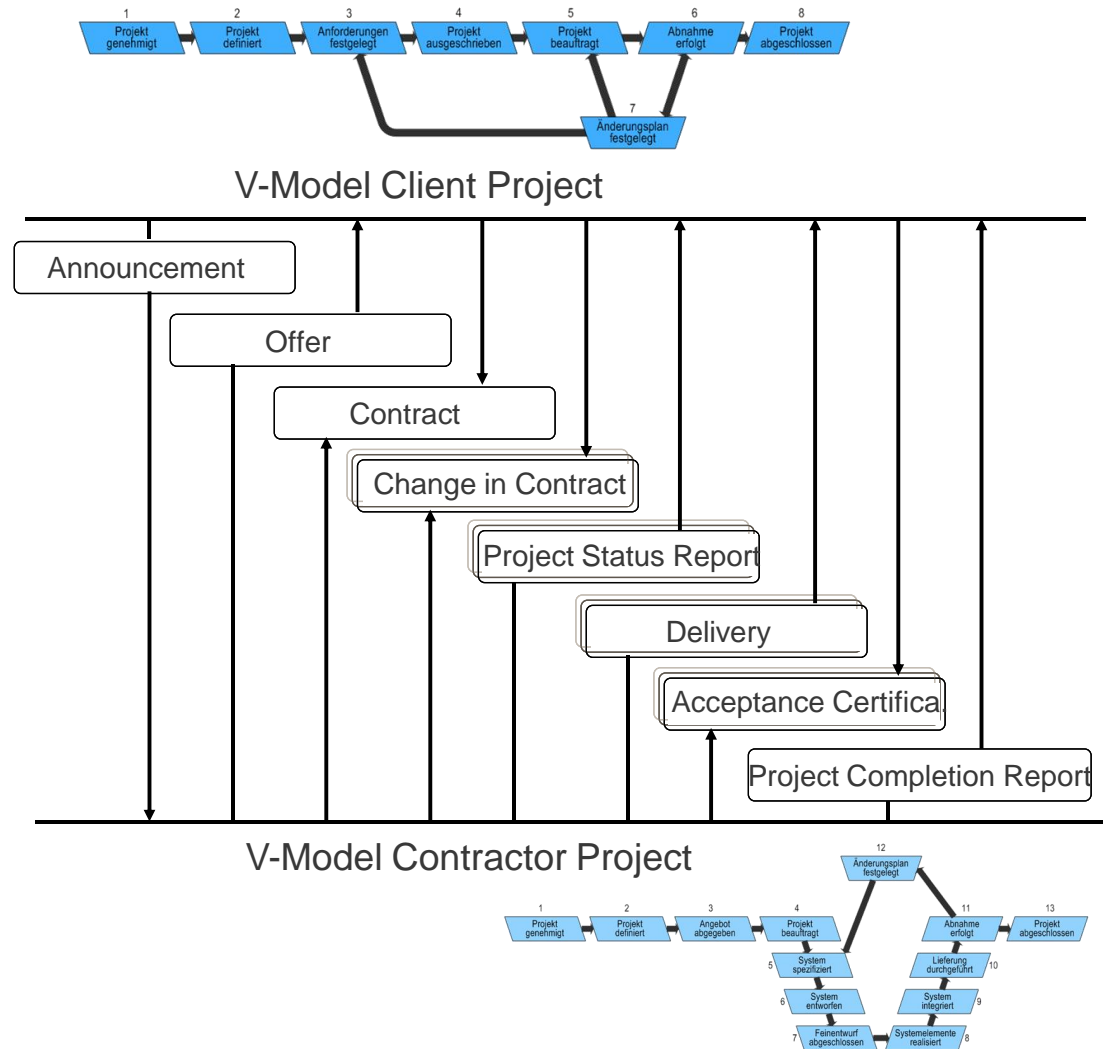 1 2 3 4 5 6 8
Projekt genehmigt
Projekt definiert
Anforderungen festgelegt
Projekt ausgeschrieben
Projekt beauftragt
Abnahme erfolgt
Projekt abgeschlossen
7
Änderungsplan festgelegt
V-Model Client Project
Announcement
Offer
Contract
Change in Contract
Project Status Report
Delivery
Acceptance Certifica.
Project Completion Report
V-Model Contractor Project
12
Änderungsplan festgelegt
1 2 3 4 11 13
Projekt genehmigt
Projekt definiert
Angebot abgegeben
Projekt beauftragt
Abnahme erfolgt
Projekt abgeschlossen
5
System spezifiziert
Lieferung durchgeführt
10
6
System entworfen
System integriert
9
7
Feinentwurf abgeschlossen
Systemelemente realisiert
8